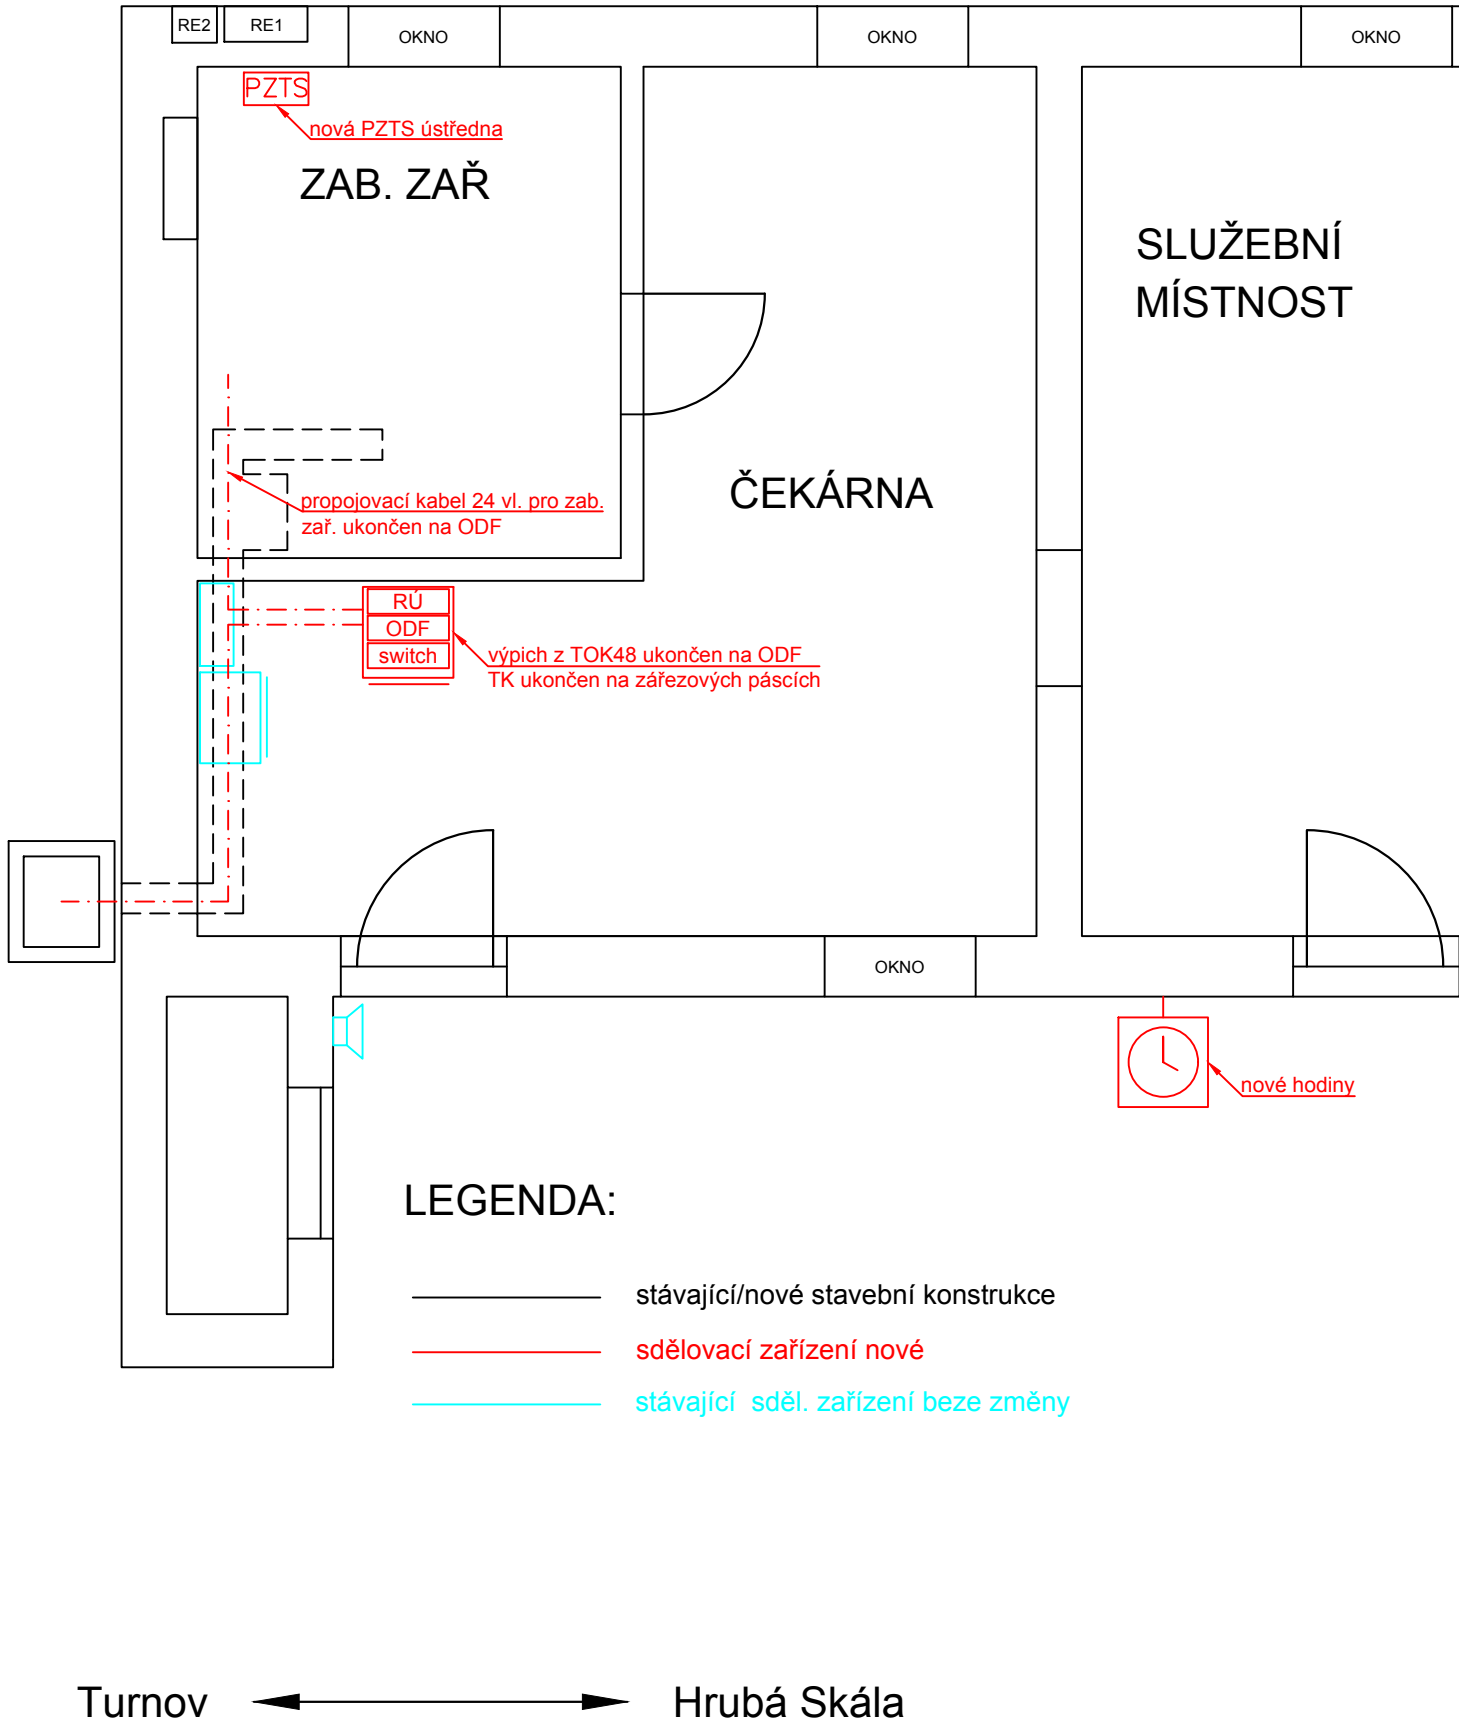 RE2
RE1
OKNO
OKNO
OKNO
PZTS
nová PZTS ústředna
ZAB. ZAŘ
SLUŽEBNÍ
MÍSTNOST
ČEKÁRNA
propojovací kabel 24 vl. pro zab.
zař. ukončen na ODF
RÚ
ODF
switch
výpich z TOK48 ukončen na ODF
TK ukončen na zářezových páscích
OKNO
nové hodiny
LEGENDA:
stávající/nové stavební konstrukce
sdělovací zařízení nové
stávající sděl. zařízení beze změny
Turnov
Hrubá Skála